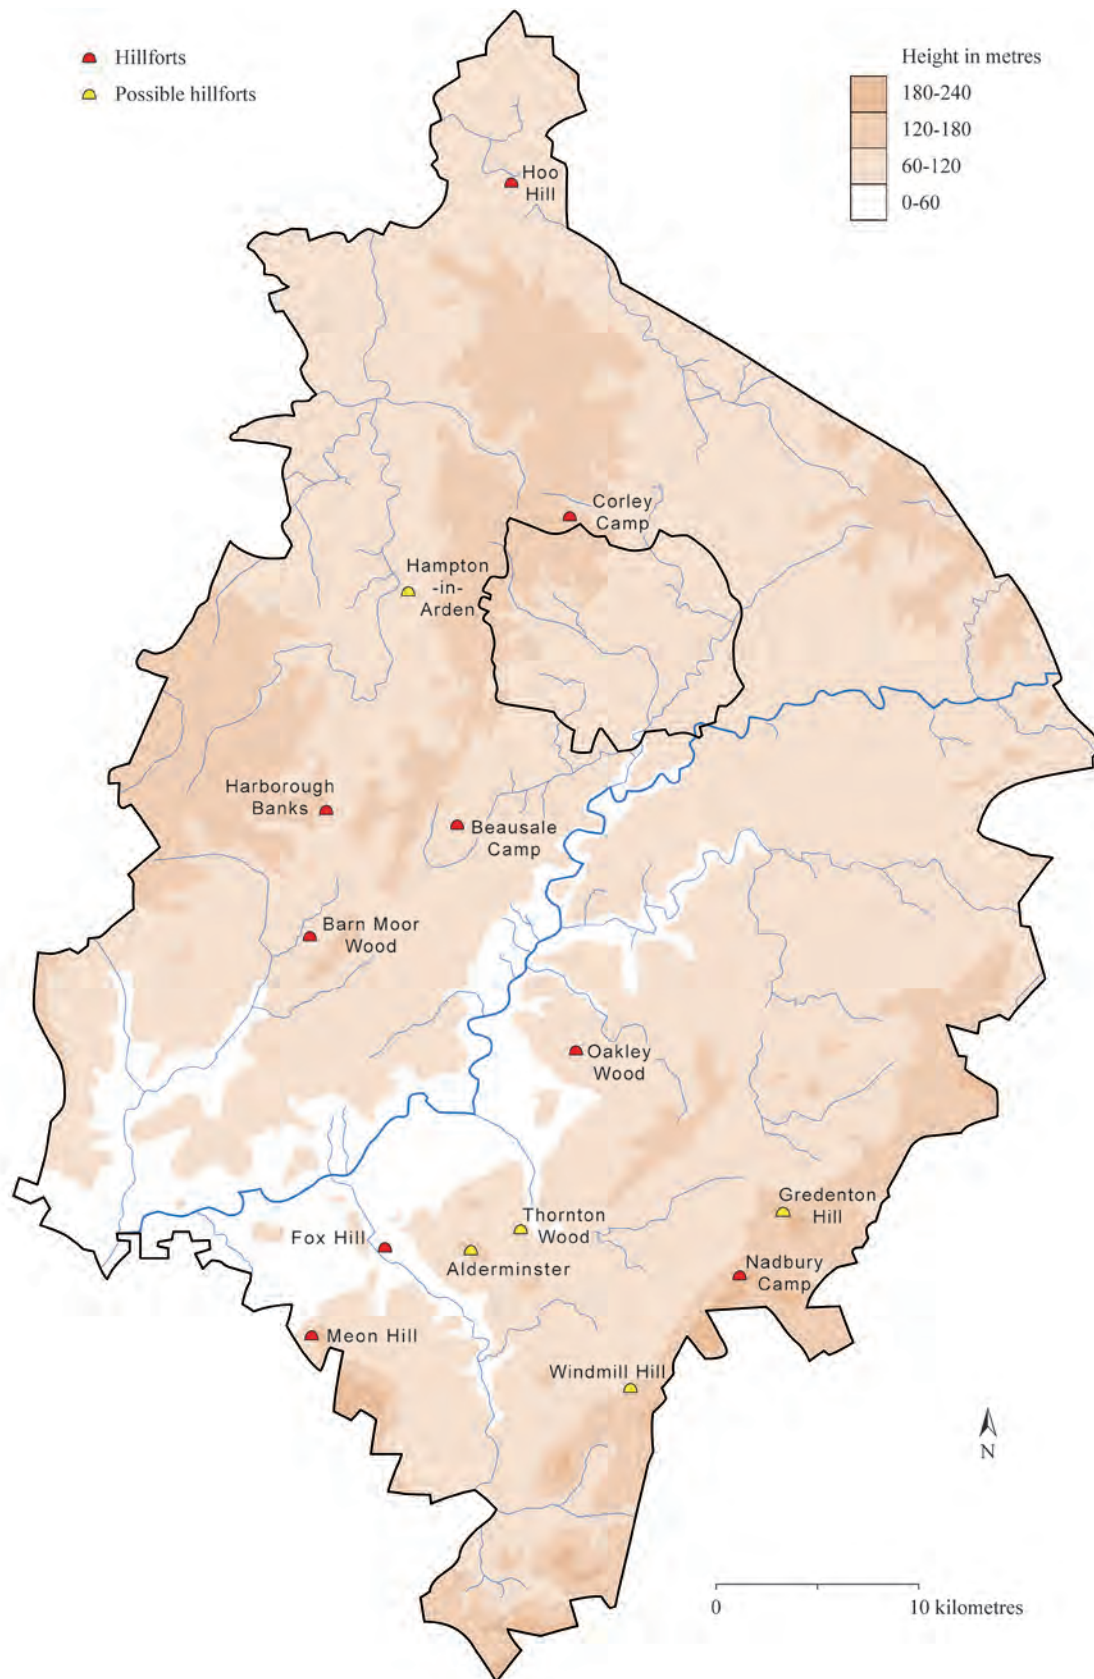 Hillforts
Possible hillforts
Height in metres
180-240
120-180
60-120
0-60
Hoo
Hill
Corley
Camp
Hampton
-in-
Arden
Harborough
Banks
Beausale
Camp
Barn Moor
Wood
Oakley
Wood
Gredenton
Hill
Thornton
Wood
Fox Hill
Alderminster
Nadbury
Camp
Meon Hill
Windmill Hill
N
0
10 kilometres